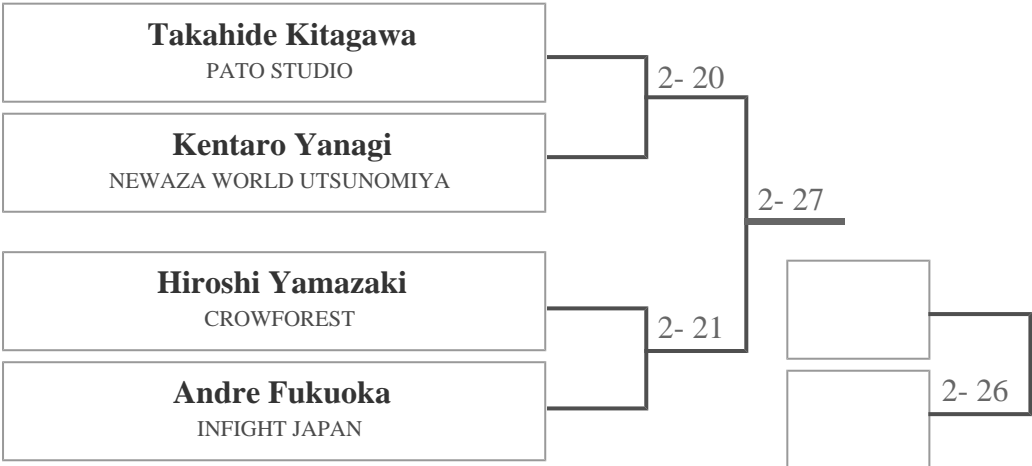 Takahide Kitagawa
PATO STUDIO
2- 20
Kentaro Yanagi
NEWAZA WORLD UTSUNOMIYA
2- 27
Hiroshi Yamazaki
CROWFOREST
2- 21
Andre Fukuoka
INFIGHT JAPAN
2- 26